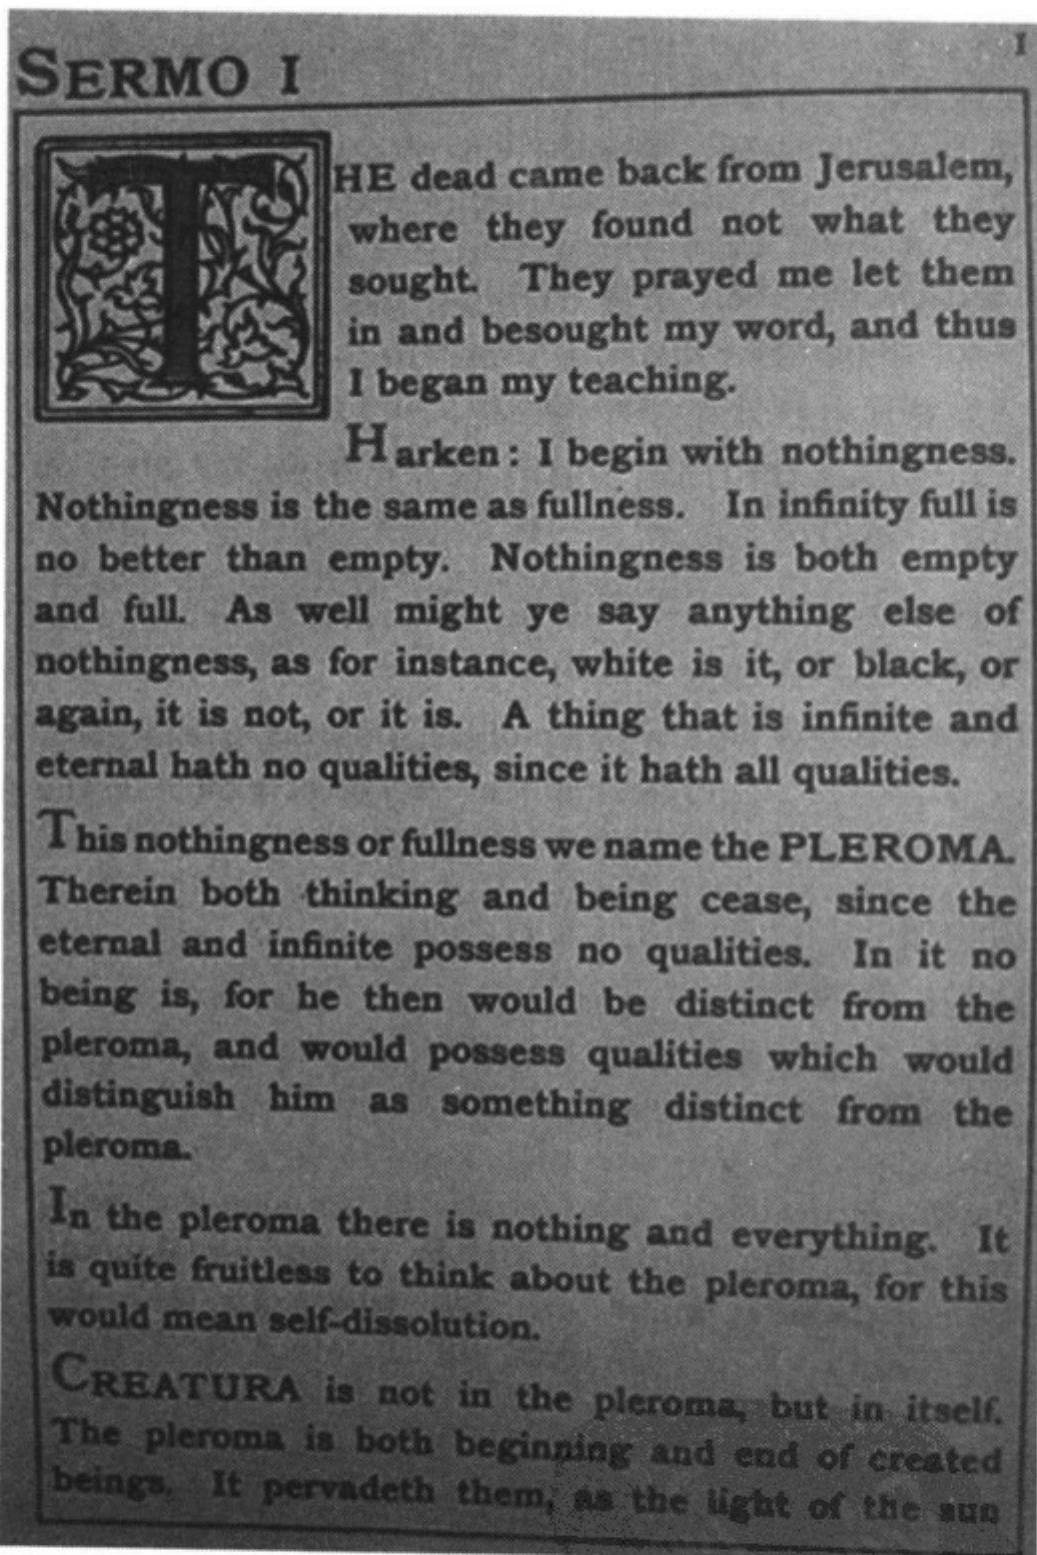 SERMO I
I
THE dead came back from Jerusalem,
where they found not what they
sought. They prayed me let them
in and besought my word, and thus
I began my teaching.
Harken: I begin with nothingness.
Nothingness is the same as fullness. In infinity full is
no better than empty. Nothingness is both empty
and full. As well might ye say anything else of
nothingness, as for instance, white is it, or black, or
again, it is not, or it is. A thing that is infinite and
eternal hath no qualities, since it hath all qualities.
This nothingness or fullness we name the PLEROMA.
Therein both thinking and being cease, since the
eternal and infinite possess no qualities. In it no
being is, for he then would be distinct from the
pleroma, and would possess qualities which would
distinguish him as something distinct from the
pleroma.
In the pleroma there is nothing and everything. It
is quite fruitless to think about the pleroma, for this
would mean self-dissolution.
CREATURA is not in the pleroma, but in itself.
The pleroma is both beginning and end of created
beings. It pervadeth them, as the light of the sun